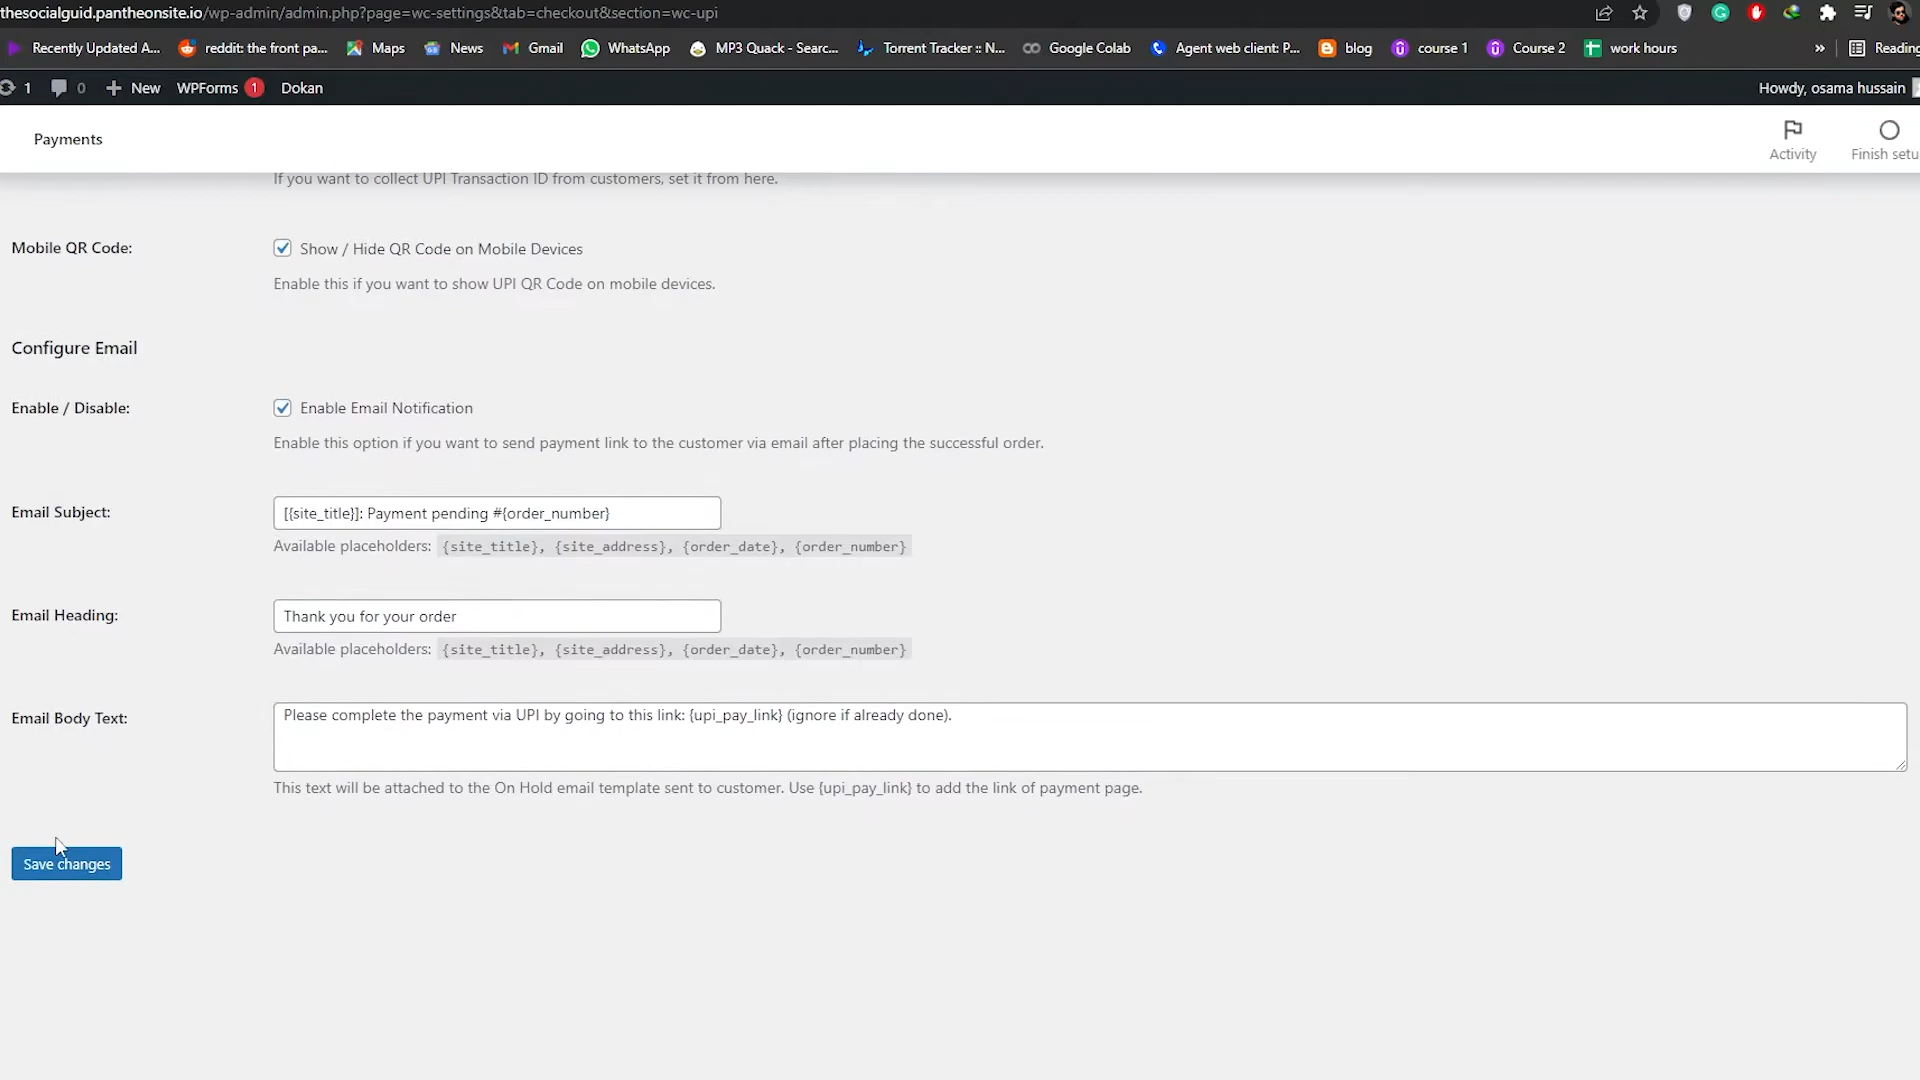 thesocialguid.pantheonsite.io/wp-admin/admin.php?page=wc-settings&tab=checkout&section=wc-upi
Recently Updated A... reddit: the front pa... Maps News Gmail WhatsApp MP3 Quack - Searc... Torrent Tracker :: N... Google Colab Agent web client: P... blog course 1 Course 2 work hours » Reading
1 0 New WPForms 1 Dokan Howdy, osama hussain
Payments
Activity Finish setu
If you want to collect UPI Transaction ID from customers, set it from here.
Mobile QR Code: Show / Hide QR Code on Mobile Devices
Enable this if you want to show UPI QR Code on mobile devices.
Configure Email
Enable / Disable: Enable Email Notification
Enable this option if you want to send payment link to the customer via email after placing the successful order.
Email Subject: [{site_title}]: Payment pending #{order_number}
Available placeholders: {site_title}, {site_address}, {order_date}, {order_number}
Email Heading: Thank you for your order
Available placeholders: {site_title}, {site_address}, {order_date}, {order_number}
Email Body Text: Please complete the payment via UPI by going to this link: {upi_pay_link} (ignore if already done).
This text will be attached to the On Hold email template sent to customer. Use {upi_pay_link} to add the link of payment page.
Save changes